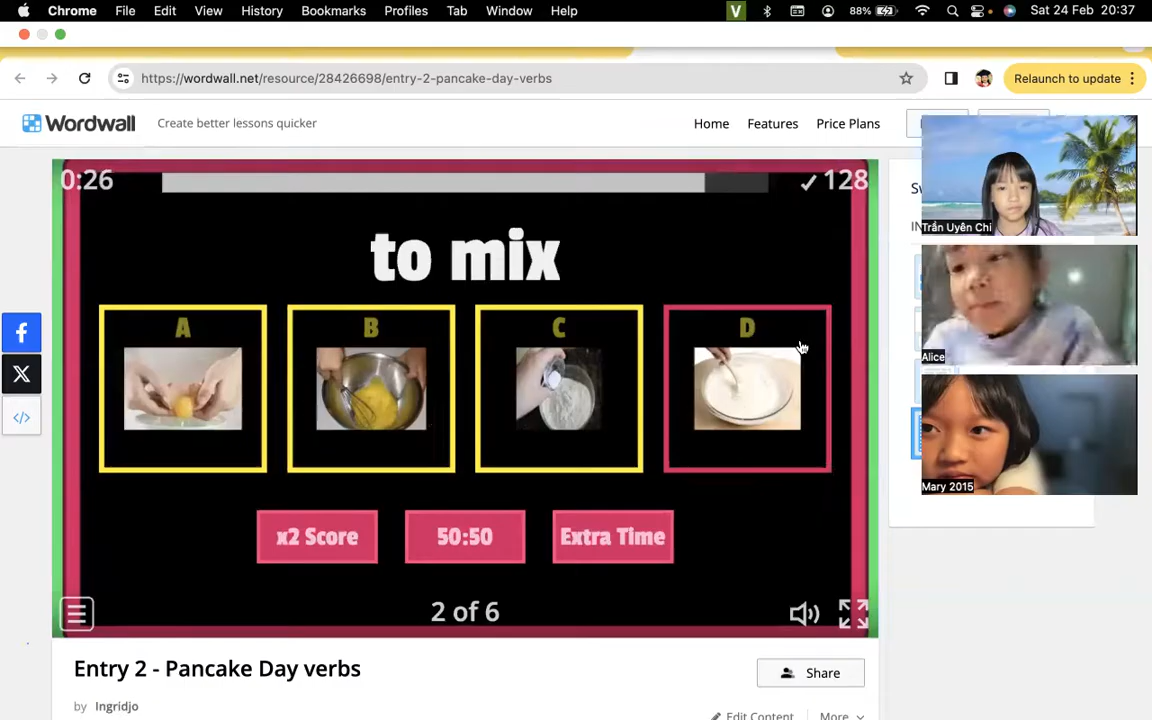 Chrome File Edit View History Bookmarks Profiles Tab Window Help V 88% Sat 24 Feb 20:37
https://wordwall.net/resource/28426698/entry-2-pancake-day-verbs Relaunch to update
Wordwall Create better lessons quicker Home Features Price Plans
0:26 128
to mix
A B C D
x2 Score 50:50 Extra Time
2 of 6
Trần Uyên Chi
Alice
Mary 2015
Entry 2 - Pancake Day verbs
Share
by Ingridjo
Edit Content More